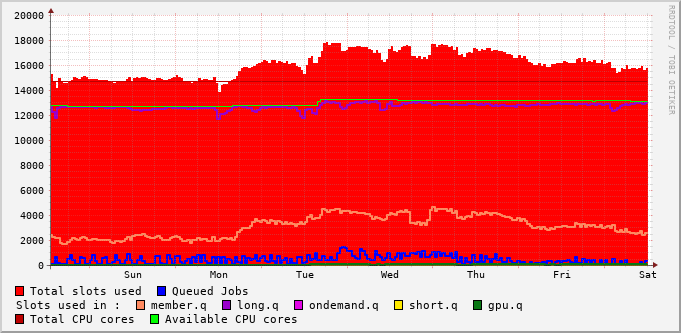 20000
18000
16000
14000
12000
10000
8000
6000
4000
2000
0
Sun Mon Tue Wed Thu Fri Sat
RRDTOOL / TOBI OETIKER
Total slots used Queued Jobs
Slots used in : member.q long.q ondemand.q short.q gpu.q
Total CPU cores Available CPU cores